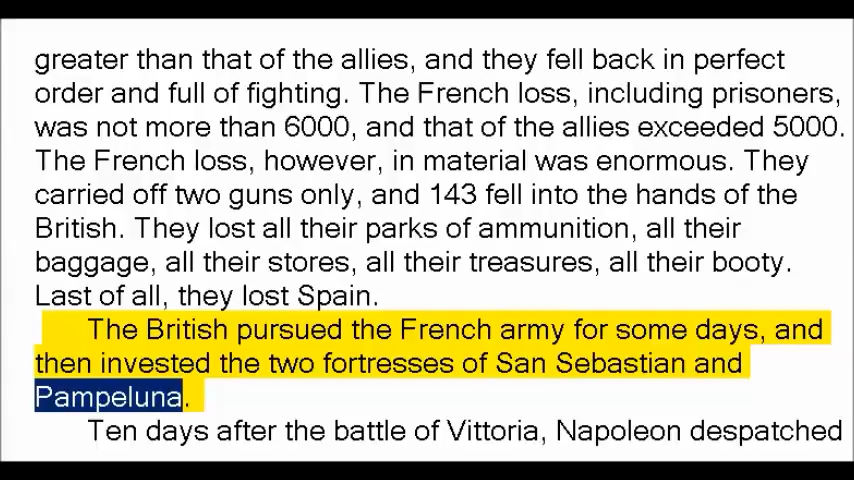 greater than that of the allies, and they fell back in perfect
order and full of fighting. The French loss, including prisoners,
was not more than 6000, and that of the allies exceeded 5000.
The French loss, however, in material was enormous. They
carried off two guns only, and 143 fell into the hands of the
British. They lost all their parks of ammunition, all their
baggage, all their stores, all their treasures, all their booty.
Last of all, they lost Spain.
The British pursued the French army for some days, and
then invested the two fortresses of San Sebastian and
Pampeluna.
Ten days after the battle of Vittoria, Napoleon despatched